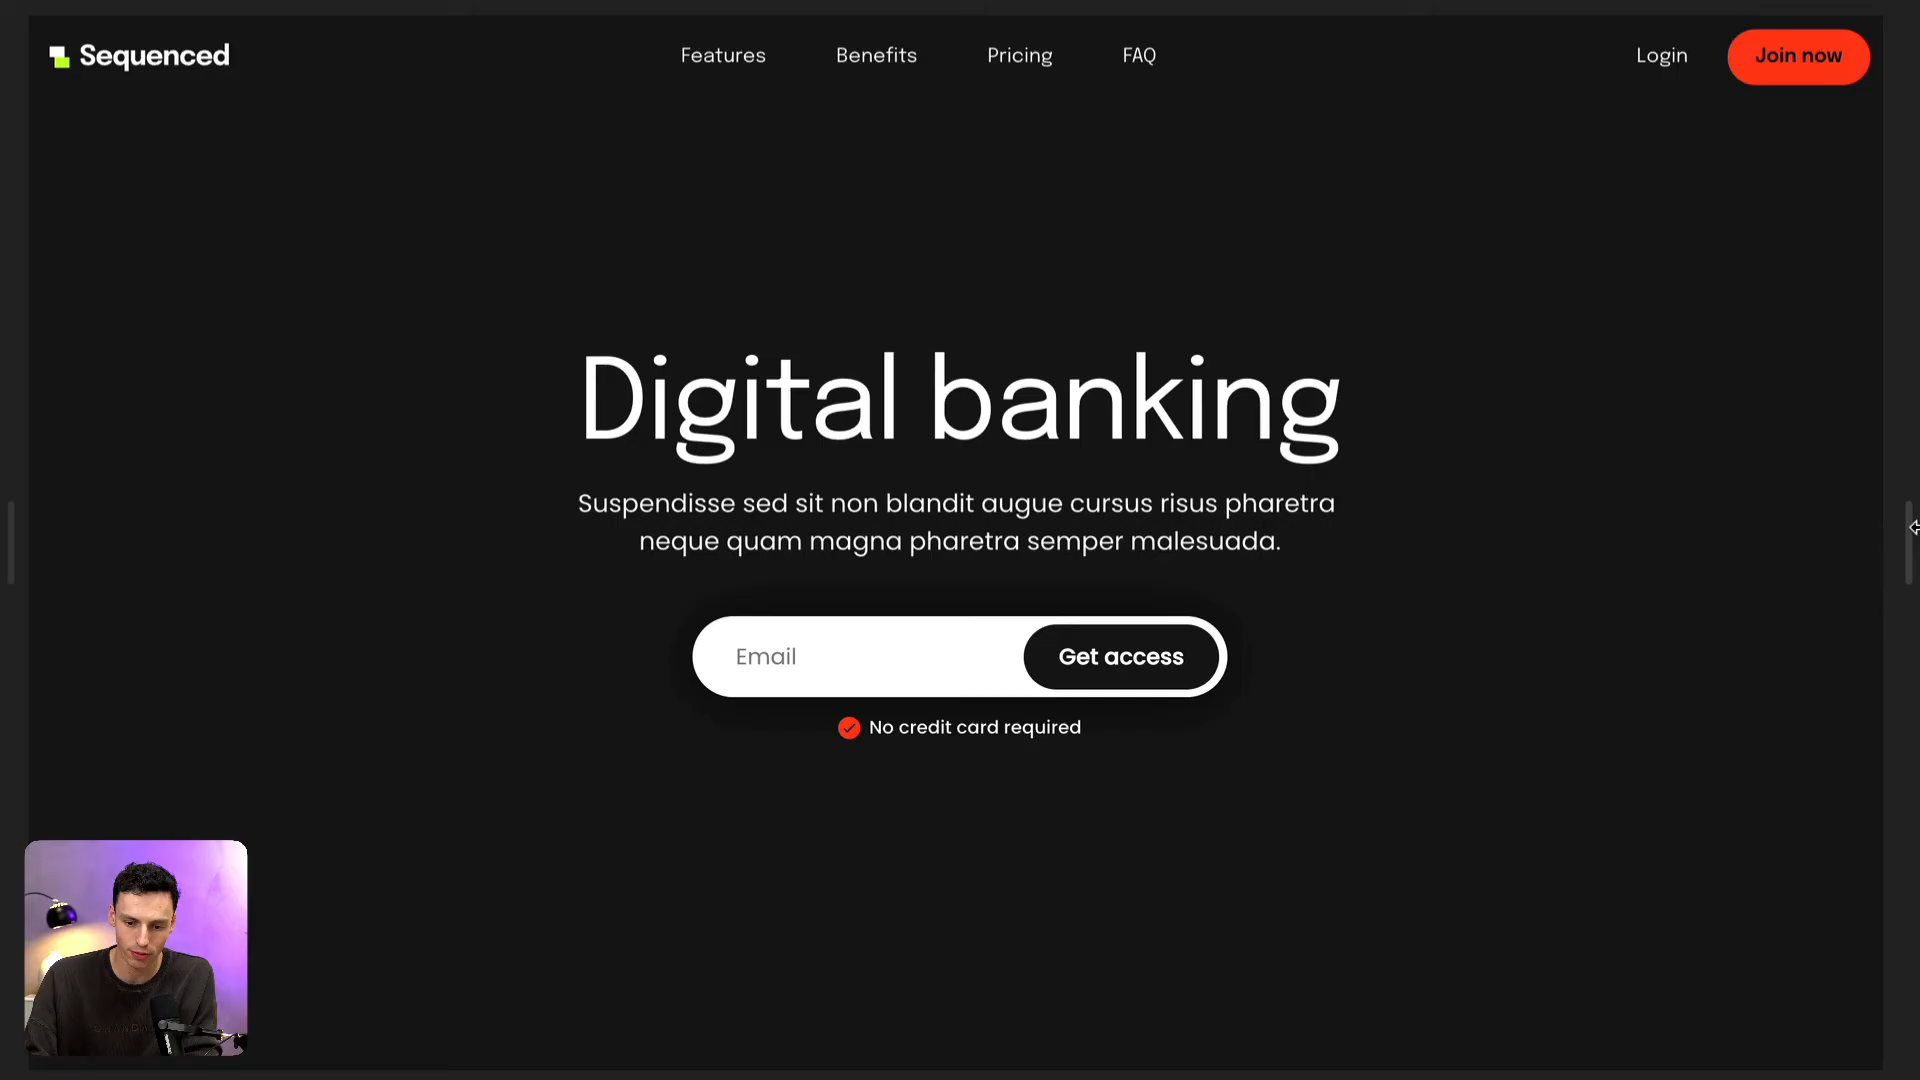 Sequenced
Features
Benefits
Pricing
FAQ
Login
Join now
Digital banking
Suspendisse sed sit non blandit augue cursus risus pharetra
neque quam magna pharetra semper malesuada.
Email
Get access
No credit card required